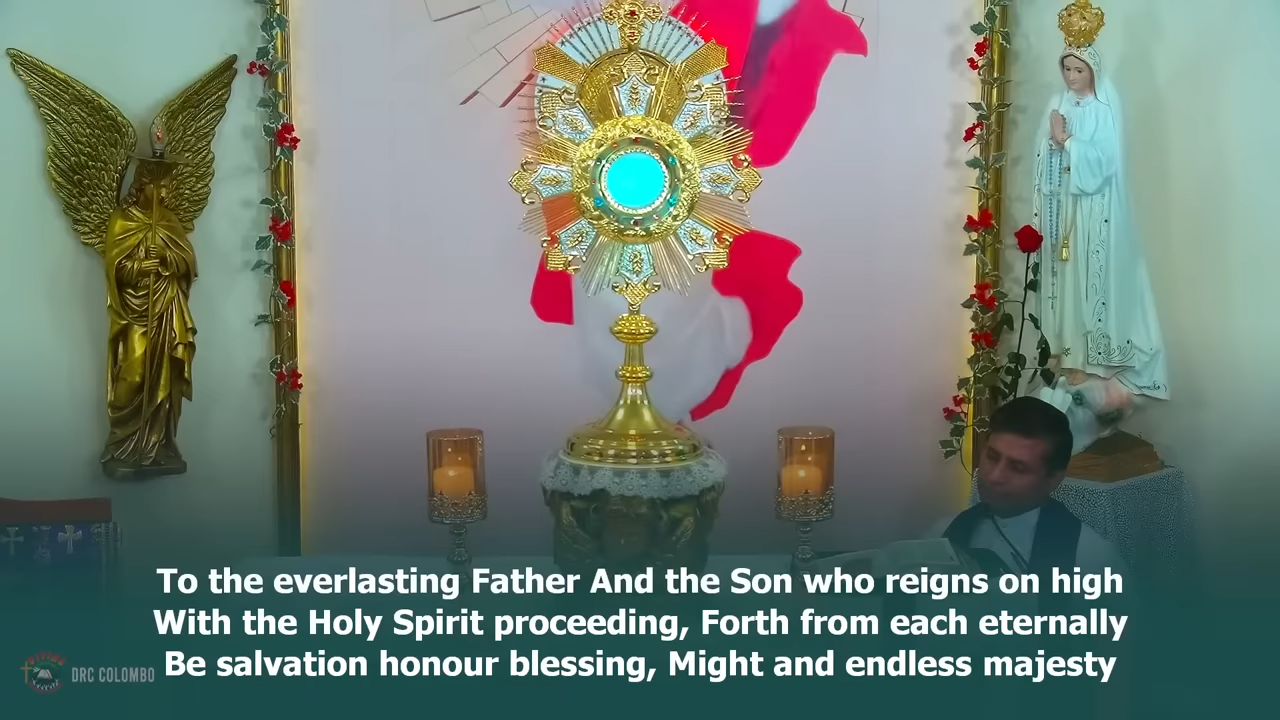 To the everlasting Father And the Son who reigns on high
With the Holy Spirit proceeding, Forth from each eternally
Be salvation honour blessing, Might and endless majesty
DRC COLOMBO